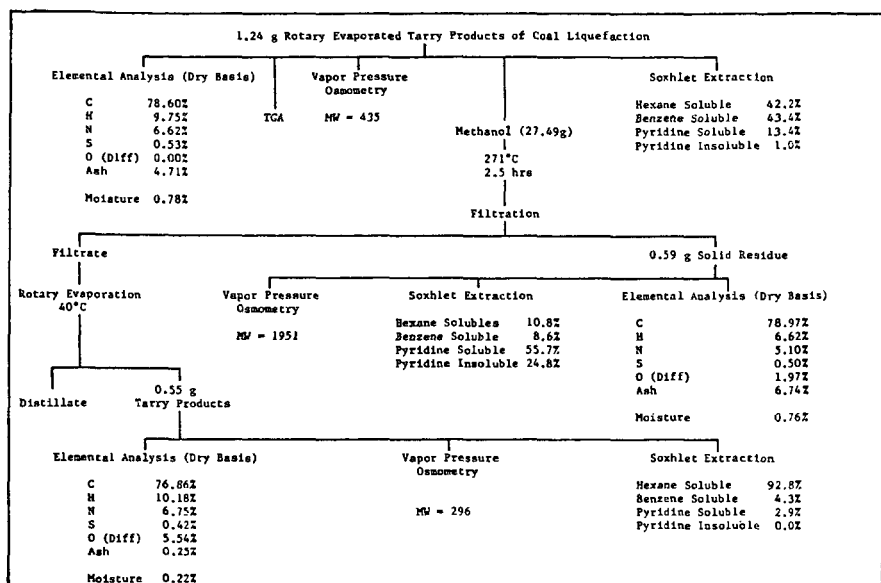 1.24 g Rotary Evaporated Tarry Products of Coal Liquefaction
Elemental Analysis (Dry Basis)
C 78.60%
H 9.75%
N 6.62%
S 0.53%
O (Diff) 0.00%
Ash 4.71%
Moisture 0.78%
TGA
Vapor Pressure
Osmometry
MW = 435
Methanol (27.49g)
271°C
2.5 hrs
Filtration
Soxhlet Extraction
Hexane Soluble 42.2%
Benzene Soluble 43.4%
Pyridine Soluble 13.4%
Pyridine Insoluble 1.0%
Filtrate
Rotary Evaporation
40°C
0.59 g Solid Residue
Vapor Pressure
Osmometry
MW = 1951
Soxhlet Extraction
Hexane Solubles 10.8%
Benzene Soluble 8.6%
Pyridine Soluble 55.7%
Pyridine Insoluble 24.8%
Elemental Analysis (Dry Basis)
C 78.97%
H 6.62%
N 5.10%
S 0.50%
O (Diff) 1.97%
Ash 6.74%
Moisture 0.76%
Distillate
0.55 g
Tarry Products
Elemental Analysis (Dry Basis)
C 76.86%
H 10.18%
N 6.75%
S 0.42%
O (Diff) 5.54%
Ash 0.25%
Moisture 0.22%
Vapor Pressure
Osmometry
MW = 296
Soxhlet Extraction
Hexane Soluble 92.8%
Benzene Soluble 4.3%
Pyridine Soluble 2.9%
Pyridine Insoluble 0.0%